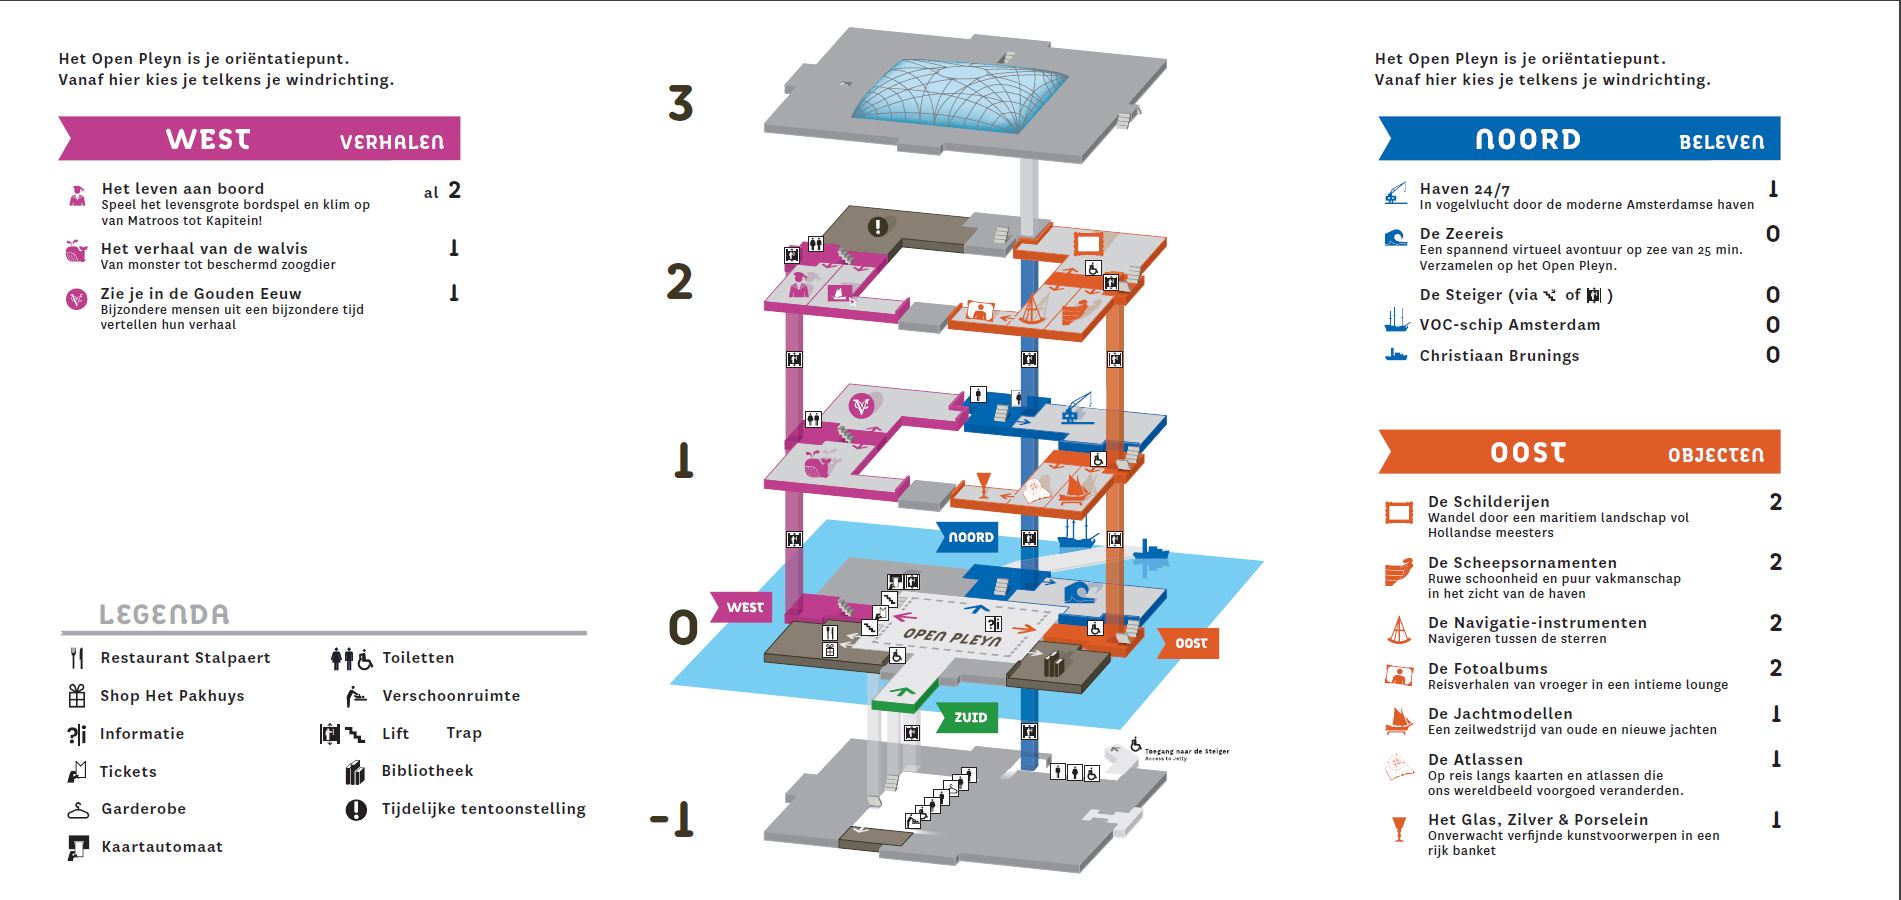 Het Open Pleyn is je oriëntatiepunt.
Vanaf hier kies je telkens je windrichting.
WEST VERHALEN
Het leven aan boord al 2
Speel het levensgrote bordspel en klim op
van Matroos tot Kapitein!
Het verhaal van de walvis 1
Van monster tot beschermd zoogdier
Zie je in de Gouden Eeuw 1
Bijzondere mensen uit een bijzondere tijd
vertellen hun verhaal
LEGENDA
Restaurant Stalpaert
Shop Het Pakhuys
Informatie
Tickets
Garderobe
Kaartautomaat
Toiletten
Verschoonruimte
Lift Trap
Bibliotheek
Tijdelijke tentoonstelling
3
2
1
0
-1
NOORD
WEST
OPEN PLEYN
OOST
ZUID
Toegang naar de Steiger
Access to Jetty
Het Open Pleyn is je oriëntatiepunt.
Vanaf hier kies je telkens je windrichting.
NOORD BELEVEN
Haven 24/7 1
In vogelvlucht door de moderne Amsterdamse haven
De Zeereis 0
Een spannend virtueel avontuur op zee van 25 min.
Verzamelen op het Open Pleyn.
De Steiger (via of ) 0
VOC-schip Amsterdam 0
Christiaan Brunings 0
OOST OBJECTEN
De Schilderijen 2
Wandel door een maritiem landschap vol
Hollandse meesters
De Scheepsornamenten 2
Ruwe schoonheid en puur vakmanschap
in het zicht van de haven
De Navigatie-instrumenten 2
Navigeren tussen de sterren
De Fotoalbums 2
Reisverhalen van vroeger in een intieme lounge
De Jachtmodellen 1
Een zeilwedstrijd van oude en nieuwe jachten
De Atlassen 1
Op reis langs kaarten en atlassen die
ons wereldbeeld voorgoed veranderden.
Het Glas, Zilver & Porselein 1
Onverwacht verfijnde kunstvoorwerpen in een
rijk banket